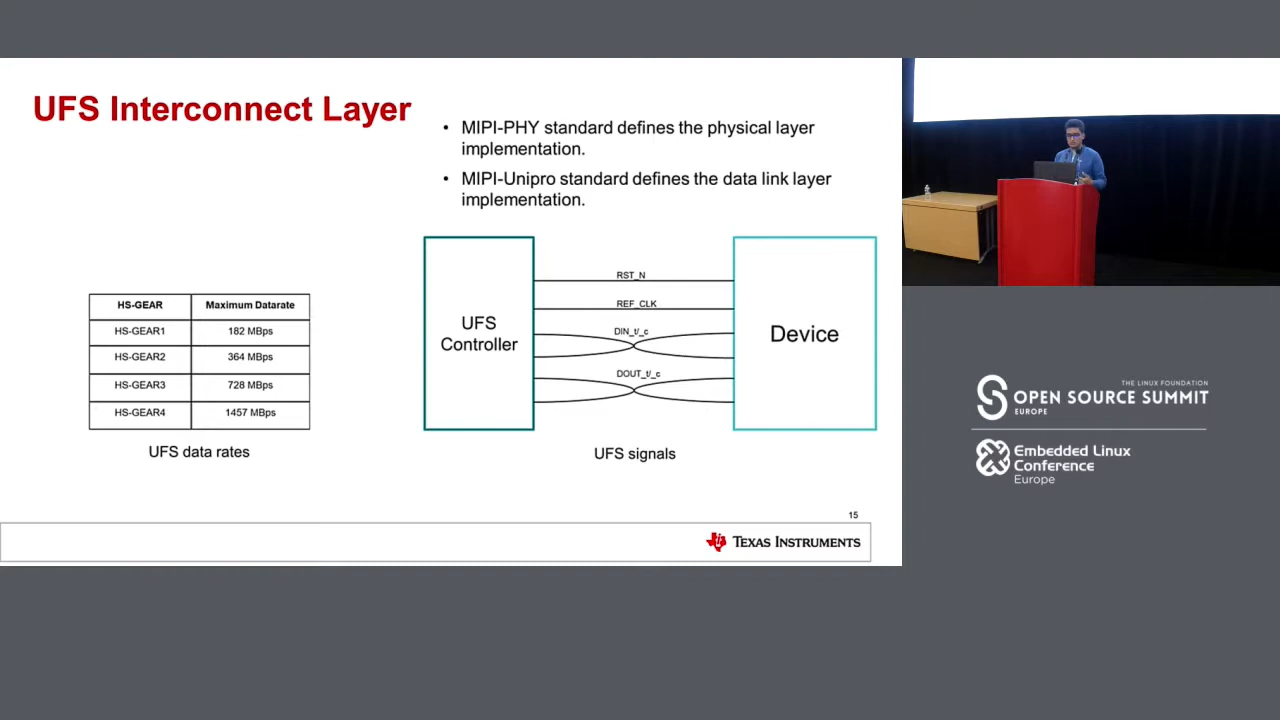 UFS Interconnect Layer
• MIPI-PHY standard defines the physical layer
implementation.
• MIPI-Unipro standard defines the data link layer
implementation.
HS-GEAR Maximum Datarate
HS-GEAR1 182 MBps
HS-GEAR2 364 MBps
HS-GEAR3 728 MBps
HS-GEAR4 1457 MBps
UFS data rates
UFS
Controller
RST_N
REF_CLK
DIN_t/_c
DOUT_t/_c
Device
UFS signals
15
TEXAS INSTRUMENTS
THE LINUX FOUNDATION
OPEN SOURCE SUMMIT
EUROPE
Embedded Linux
Conference
Europe